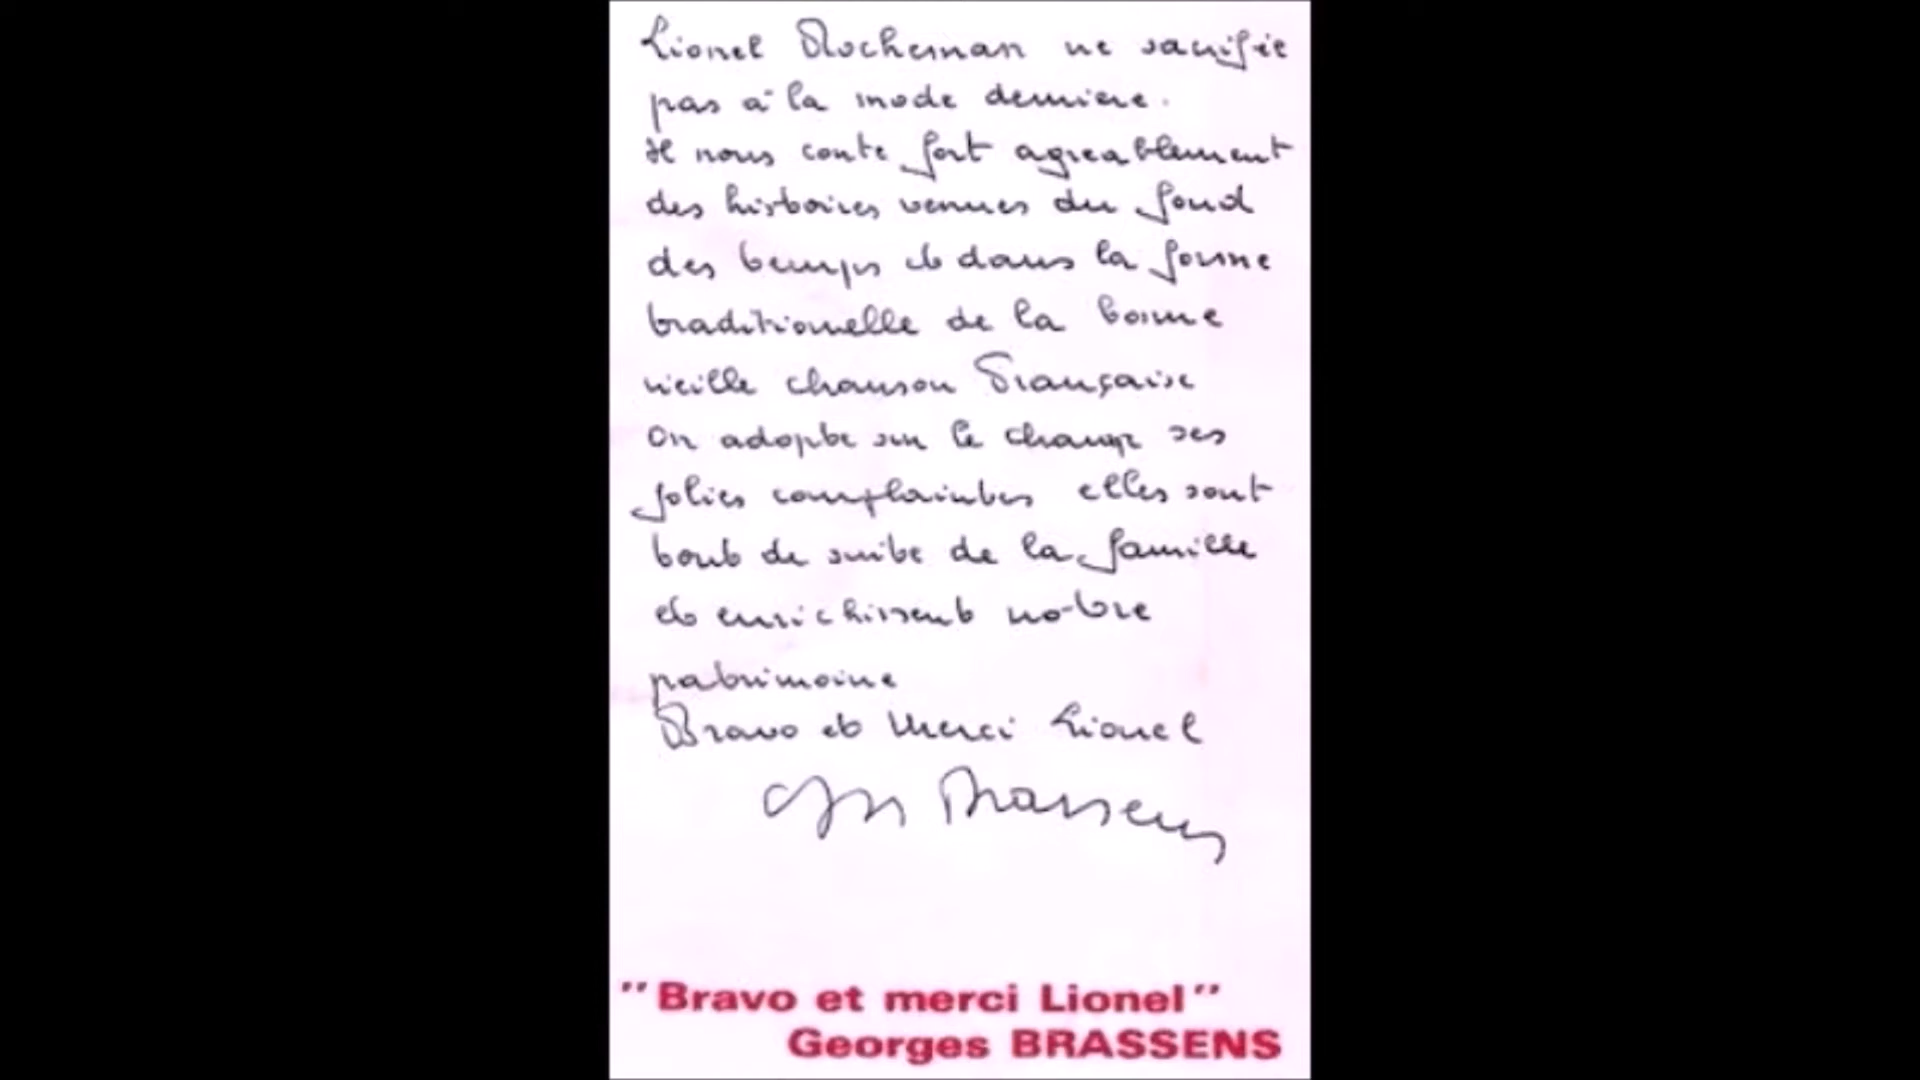 Lionel Rocheman ne sacrifie
pas à la mode derniere.
Il nous conte fort agreablement
des histoires venues du fond
des temps et dans la forme
traditionnelle de la bonne
vieille chanson Française
On adopte sur le champ ses
jolies complaintes elles sont
tout de suite de la famille
et enrichissent notre
patrimoine
Bravo et Merci Lionel
Brassens
"Bravo et merci Lionel"
Georges BRASSENS